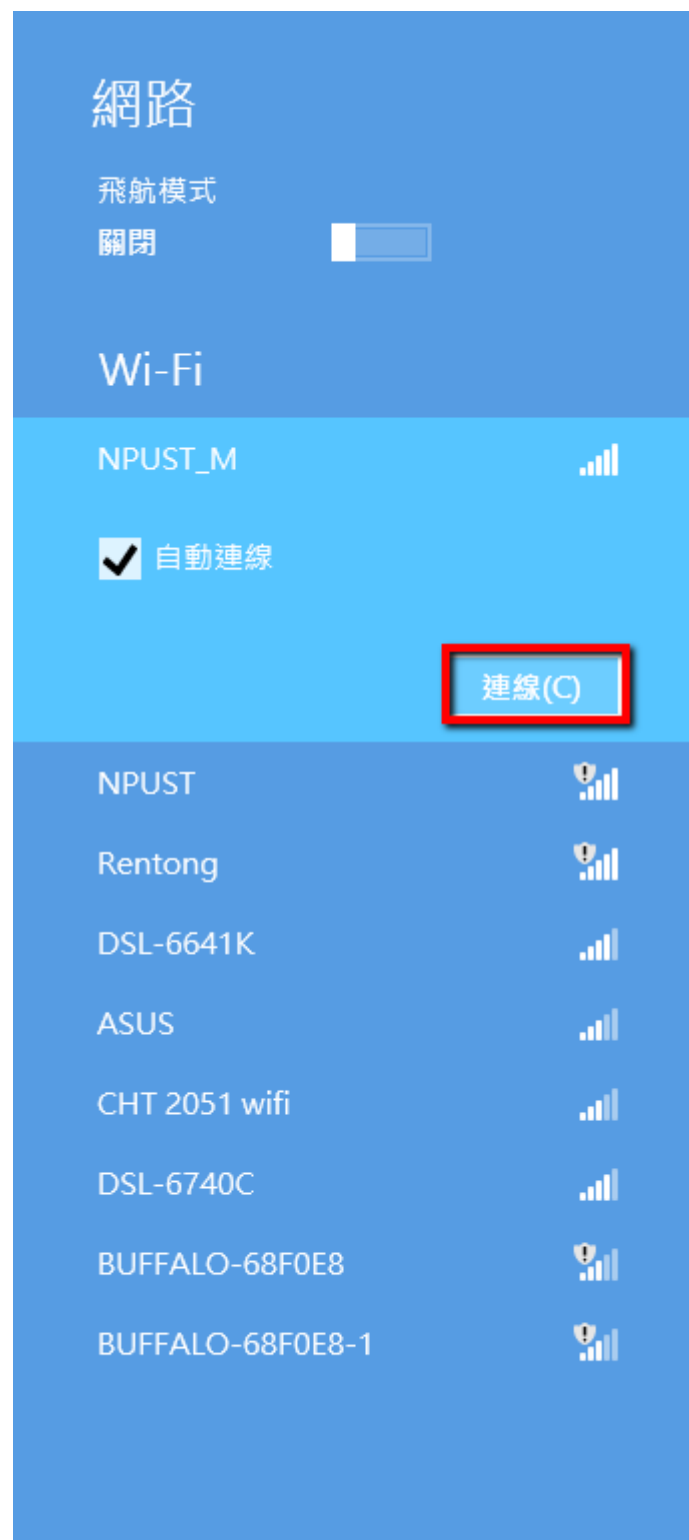 網路
飛航模式
關閉
Wi-Fi
NPUST_M
自動連線
連線(C)
NPUST
Rentong
DSL-6641K
ASUS
CHT 2051 wifi
DSL-6740C
BUFFALO-68F0E8
BUFFALO-68F0E8-1